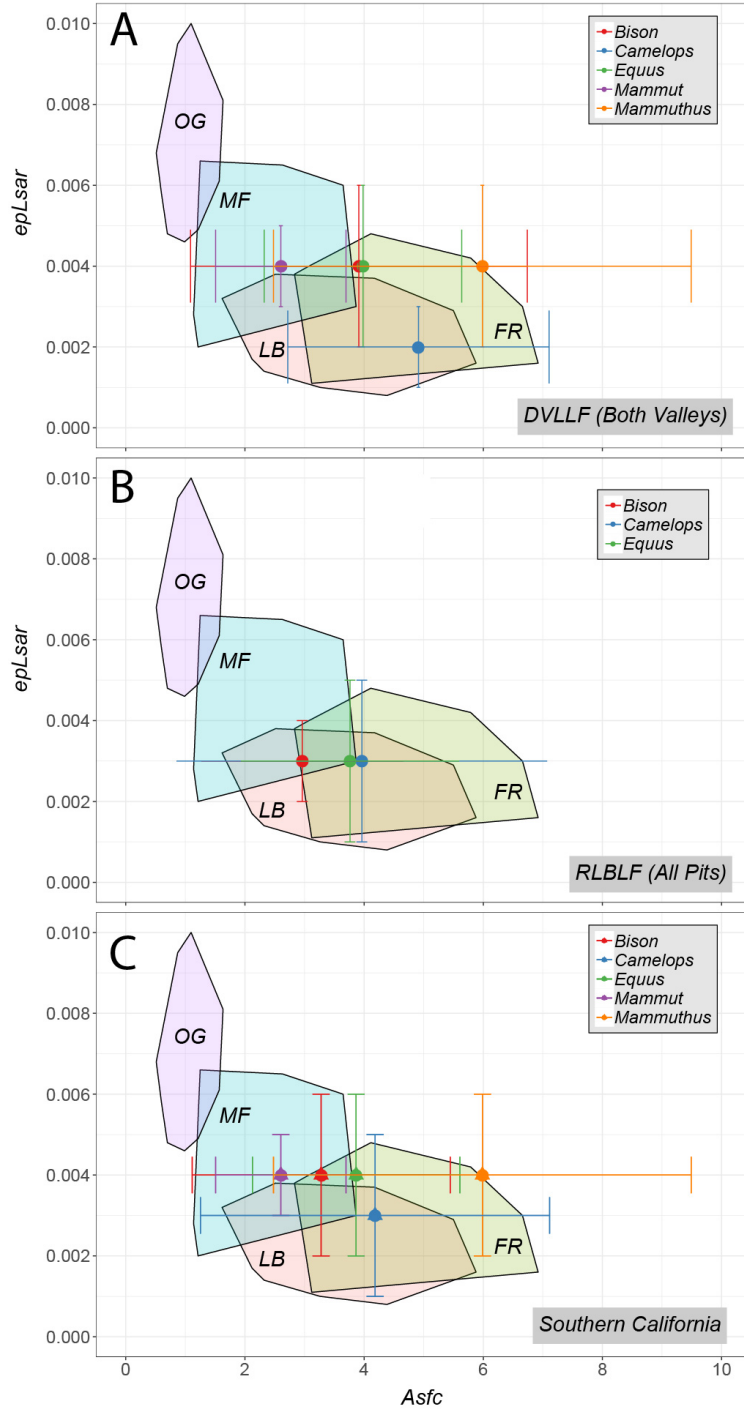 A
0.010
0.008
0.006
0.004
0.002
0.000
epLsar
OG
MF
LB
FR
Bison
Camelops
Equus
Mammut
Mammuthus
DVLLF (Both Valleys)
B
0.010
0.008
0.006
0.004
0.002
0.000
epLsar
OG
MF
LB
FR
Bison
Camelops
Equus
RLBLF (All Pits)
C
0.010
0.008
0.006
0.004
0.002
0.000
epLsar
OG
MF
LB
FR
Bison
Camelops
Equus
Mammut
Mammuthus
Southern California
0 2 4 6 8 10
Asfc